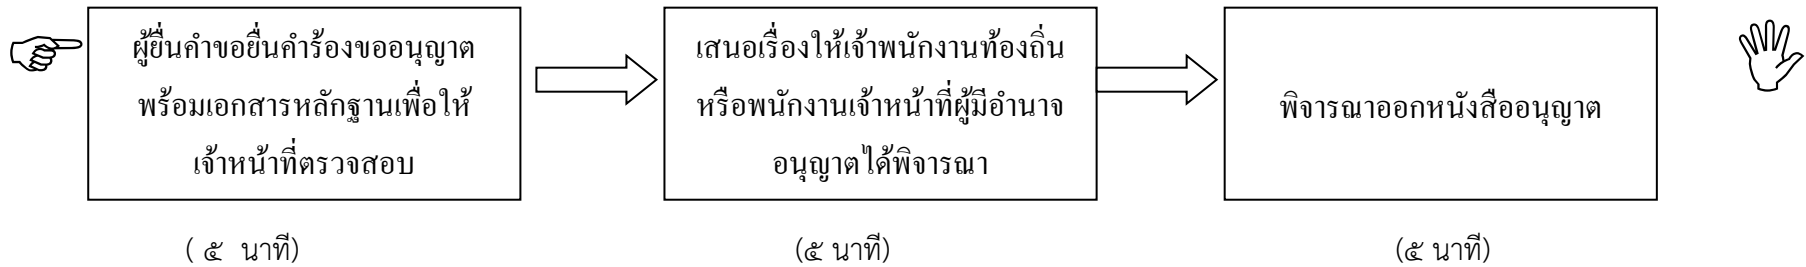 ผู้ยื่นคำขอยื่นคำร้องขออนุญาต
พร้อมเอกสารหลักฐานเพื่อให้
เจ้าหน้าที่ตรวจสอบ
เสนอเรื่องให้เจ้าพนักงานท้องถิ่น
หรือพนักงานเจ้าหน้าที่ผู้มีอำนาจ
อนุญาตได้พิจารณา
พิจารณาออกหนังสืออนุญาต
( ๕ นาที)
(๕ นาที)
(๕ นาที)